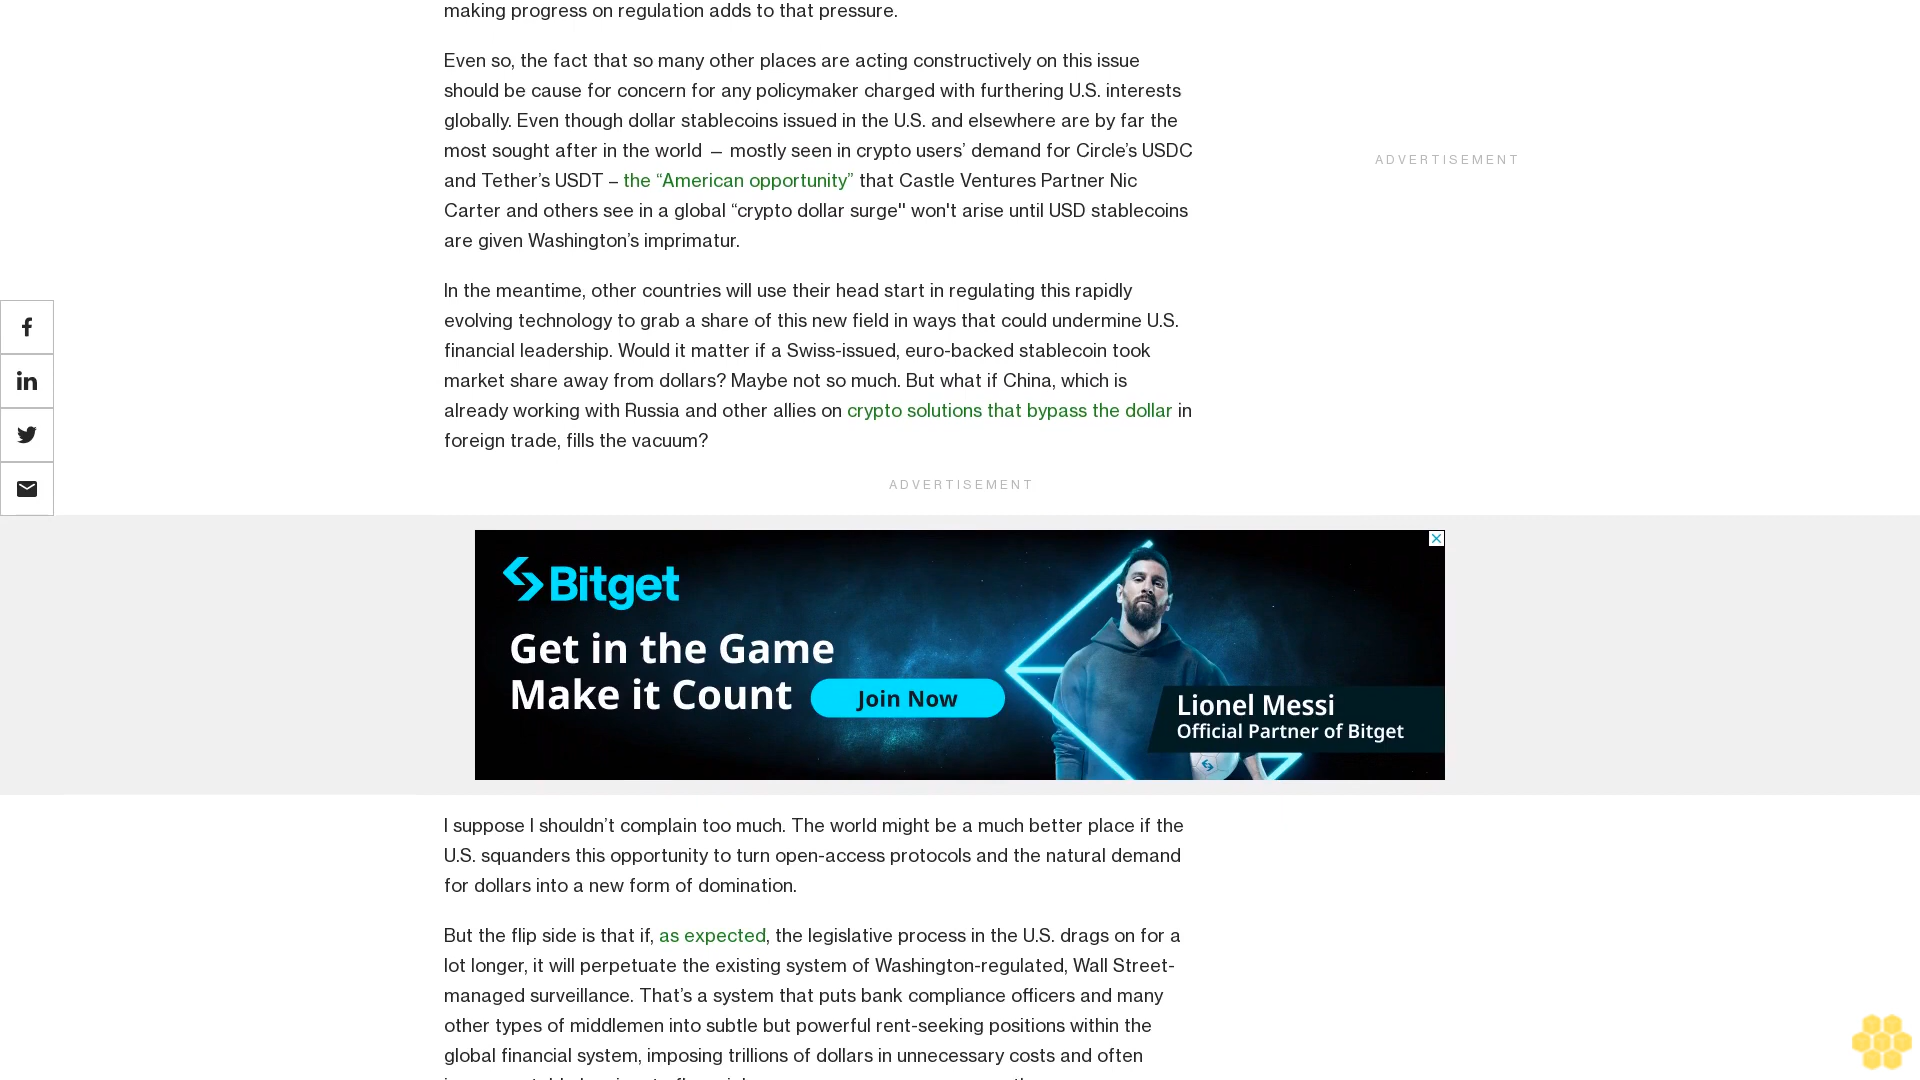 making progress on regulation adds to that pressure.
Even so, the fact that so many other places are acting constructively on this issue
should be cause for concern for any policymaker charged with furthering U.S. interests
globally. Even though dollar stablecoins issued in the U.S. and elsewhere are by far the
most sought after in the world — mostly seen in crypto users’ demand for Circle’s USDC
and Tether’s USDT – the “American opportunity” that Castle Ventures Partner Nic
Carter and others see in a global “crypto dollar surge" won't arise until USD stablecoins
are given Washington’s imprimatur.
ADVERTISEMENT
In the meantime, other countries will use their head start in regulating this rapidly
evolving technology to grab a share of this new field in ways that could undermine U.S.
financial leadership. Would it matter if a Swiss-issued, euro-backed stablecoin took
market share away from dollars? Maybe not so much. But what if China, which is
already working with Russia and other allies on crypto solutions that bypass the dollar in
foreign trade, fills the vacuum?
ADVERTISEMENT
Bitget
Get in the Game
Make it Count
Join Now
Lionel Messi
Official Partner of Bitget
I suppose I shouldn’t complain too much. The world might be a much better place if the
U.S. squanders this opportunity to turn open-access protocols and the natural demand
for dollars into a new form of domination.
But the flip side is that if, as expected, the legislative process in the U.S. drags on for a
lot longer, it will perpetuate the existing system of Washington-regulated, Wall Street-
managed surveillance. That’s a system that puts bank compliance officers and many
other types of middlemen into subtle but powerful rent-seeking positions within the
global financial system, imposing trillions of dollars in unnecessary costs and often